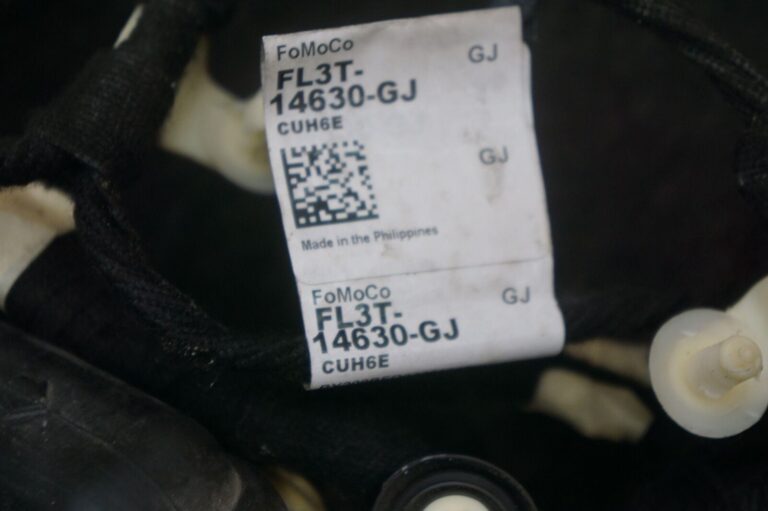 FoMoCo GJ
FL3T-
14630-GJ
CUH6E
GJ
Made in the Philippines
FoMoCo GJ
FL3T-
14630-GJ
CUH6E